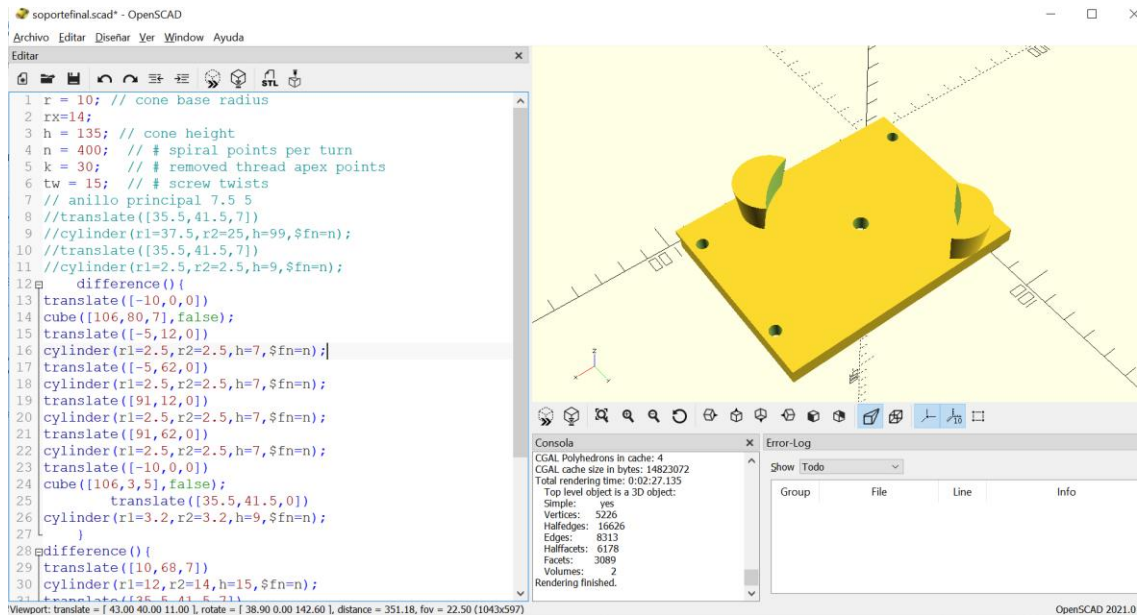 soportefinal.scad* - OpenSCAD
Archivo Editar Diseñar Ver Window Ayuda
Editar
STL
1 r = 10; // cone base radius
2 rx=14;
3 h = 135; // cone height
4 n = 400; // # spiral points per turn
5 k = 30; // # removed thread apex points
6 tw = 15; // # screw twists
7 // anillo principal 7.5 5
8 //translate([35.5,41.5,7])
9 //cylinder(r1=37.5,r2=25,h=99,$fn=n);
10 //translate([35.5,41.5,7])
11 //cylinder(r1=2.5,r2=2.5,h=9,$fn=n);
12 difference(){
13 translate([-10,0,0])
14 cube([106,80,7],false);
15 translate([-5,12,0])
16 cylinder(r1=2.5,r2=2.5,h=7,$fn=n);
17 translate([-5,62,0])
18 cylinder(r1=2.5,r2=2.5,h=7,$fn=n);
19 translate([91,12,0])
20 cylinder(r1=2.5,r2=2.5,h=7,$fn=n);
21 translate([91,62,0])
22 cylinder(r1=2.5,r2=2.5,h=7,$fn=n);
23 translate([-10,0,0])
24 cube([106,3,5],false);
25 translate([35.5,41.5,0])
26 cylinder(r1=3.2,r2=3.2,h=9,$fn=n);
27 }
28 difference(){
29 translate([10,68,7])
30 cylinder(r1=12,r2=14,h=15,$fn=n);
31 translate([35.5,41.5,7])
z
x
y
10
Consola
CGAL Polyhedrons in cache: 4
CGAL cache size in bytes: 14823072
Total rendering time: 0:02:27.135
Top level object is a 3D object:
Simple: yes
Vertices: 5226
Halfedges: 16626
Edges: 8313
Halffacets: 6178
Facets: 3089
Volumes: 2
Rendering finished.
Error-Log
Show Todo
Group File Line Info
Viewport: translate = [ 43.00 40.00 11.00 ], rotate = [ 38.90 0.00 142.60 ], distance = 351.18, fov = 22.50 (1043x597)
OpenSCAD 2021.0